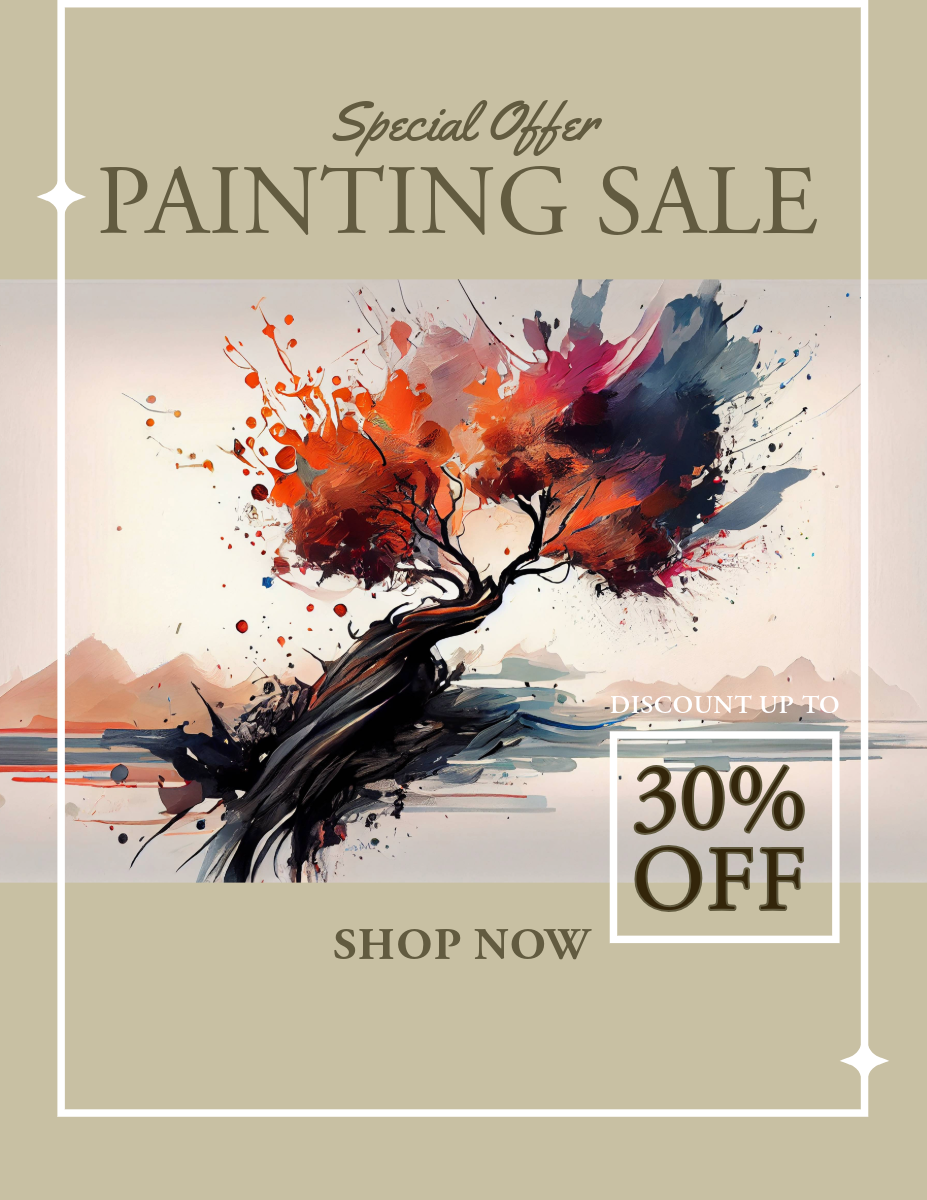 Special Offer
PAINTING SALE
DISCOUNT UP TO
30%
OFF
SHOP NOW